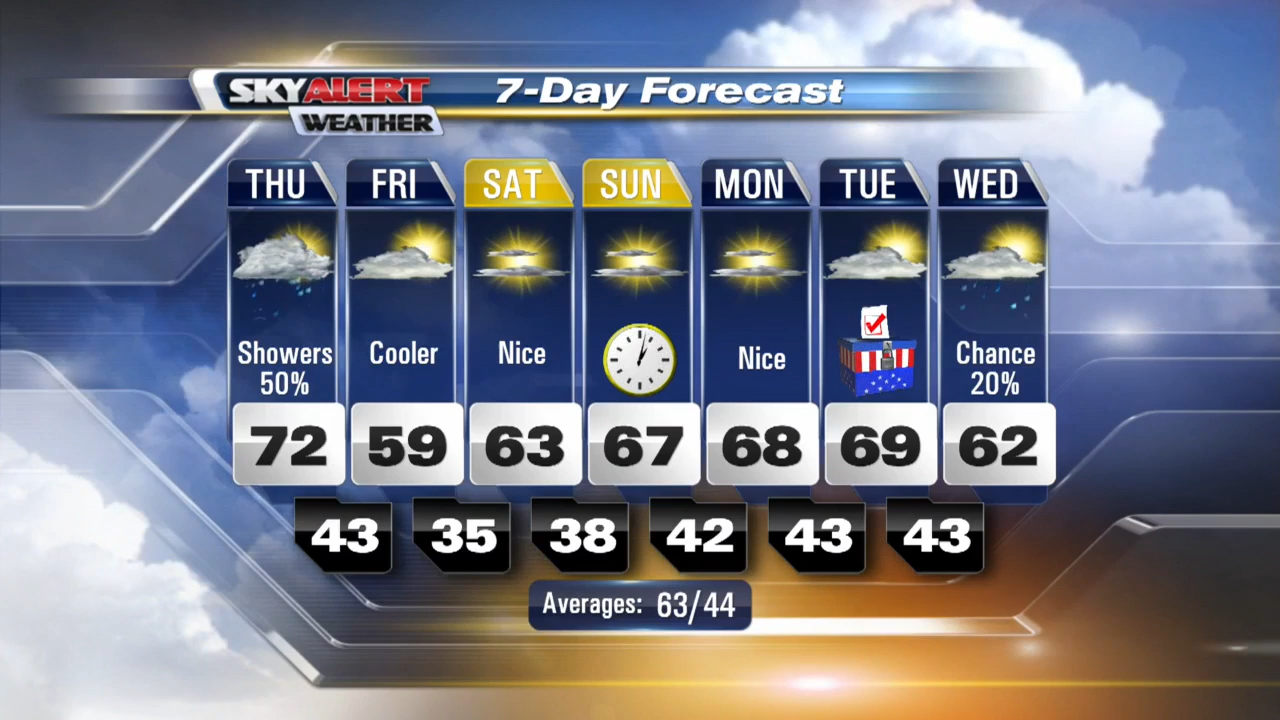 SKYALERT
WEATHER
7-Day Forecast
THU FRI SAT SUN MON TUE WED
Showers
50%
Cooler
Nice
Nice
Chance
20%
72 59 63 67 68 69 62
43 35 38 42 43 43
Averages: 63/44